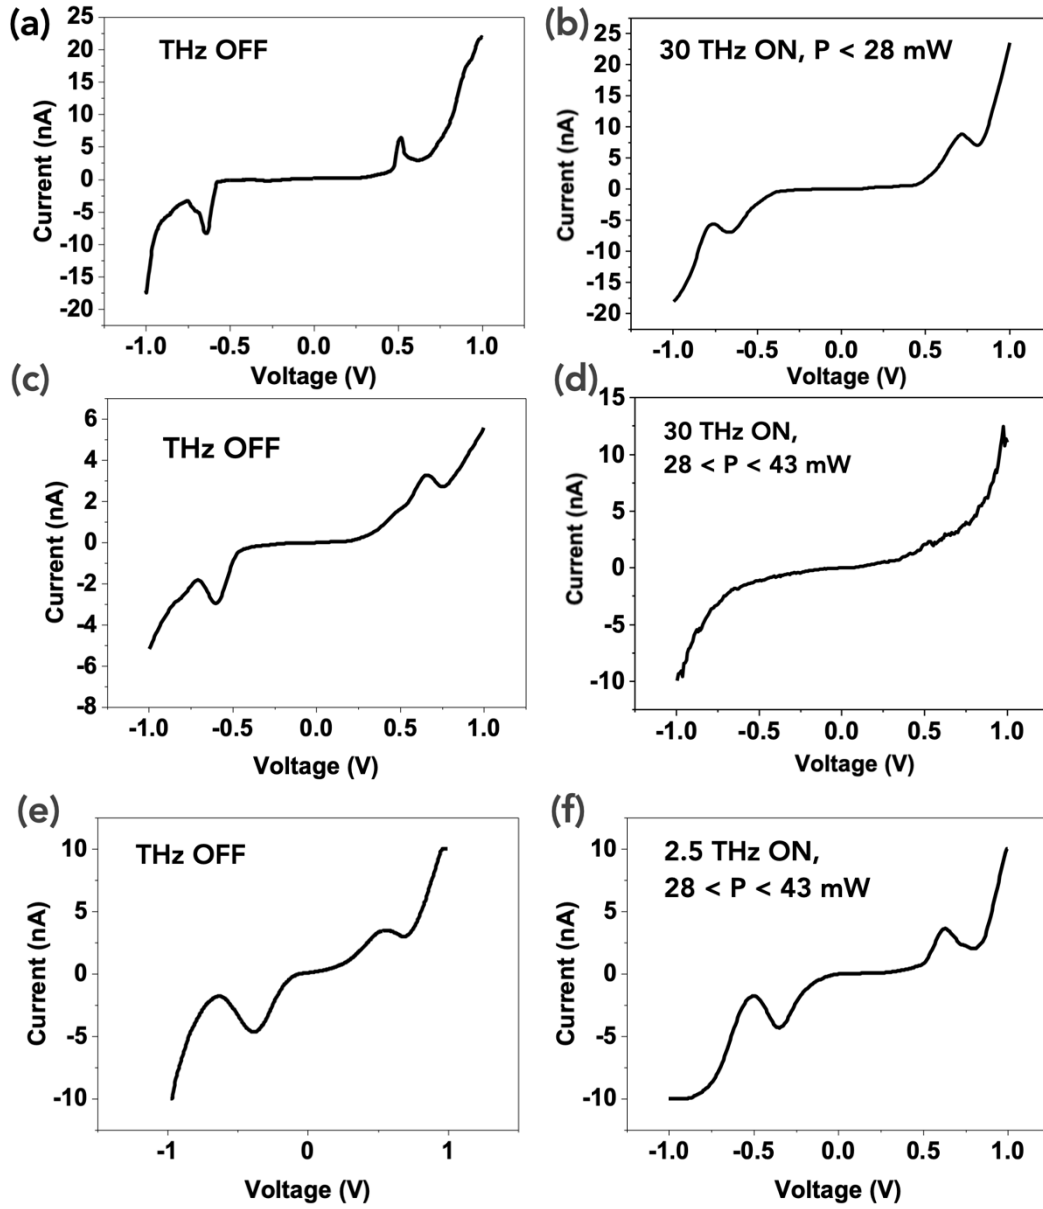 (a)
THz OFF
25
20
15
10
5
0
-5
-10
-15
-20
Current (nA)
-1.0 -0.5 0.0 0.5 1.0
Voltage (V)
(b)
30 THz ON, P < 28 mW
25
20
15
10
5
0
-5
-10
-15
-20
Current (nA)
-1.0 -0.5 0.0 0.5 1.0
Voltage (V)
(c)
THz OFF
6
4
2
0
-2
-4
-6
-8
Current (nA)
-1.0 -0.5 0.0 0.5 1.0
Voltage (V)
(d)
30 THz ON,
28 < P < 43 mW
15
10
5
0
-5
-10
Current (nA)
-1.0 -0.5 0.0 0.5 1.0
Voltage (V)
(e)
THz OFF
10
5
0
-5
-10
Current (nA)
-1 0 1
Voltage (V)
(f)
2.5 THz ON,
28 < P < 43 mW
10
5
0
-5
-10
Current (nA)
-1.0 -0.5 0.0 0.5 1.0
Voltage (V)